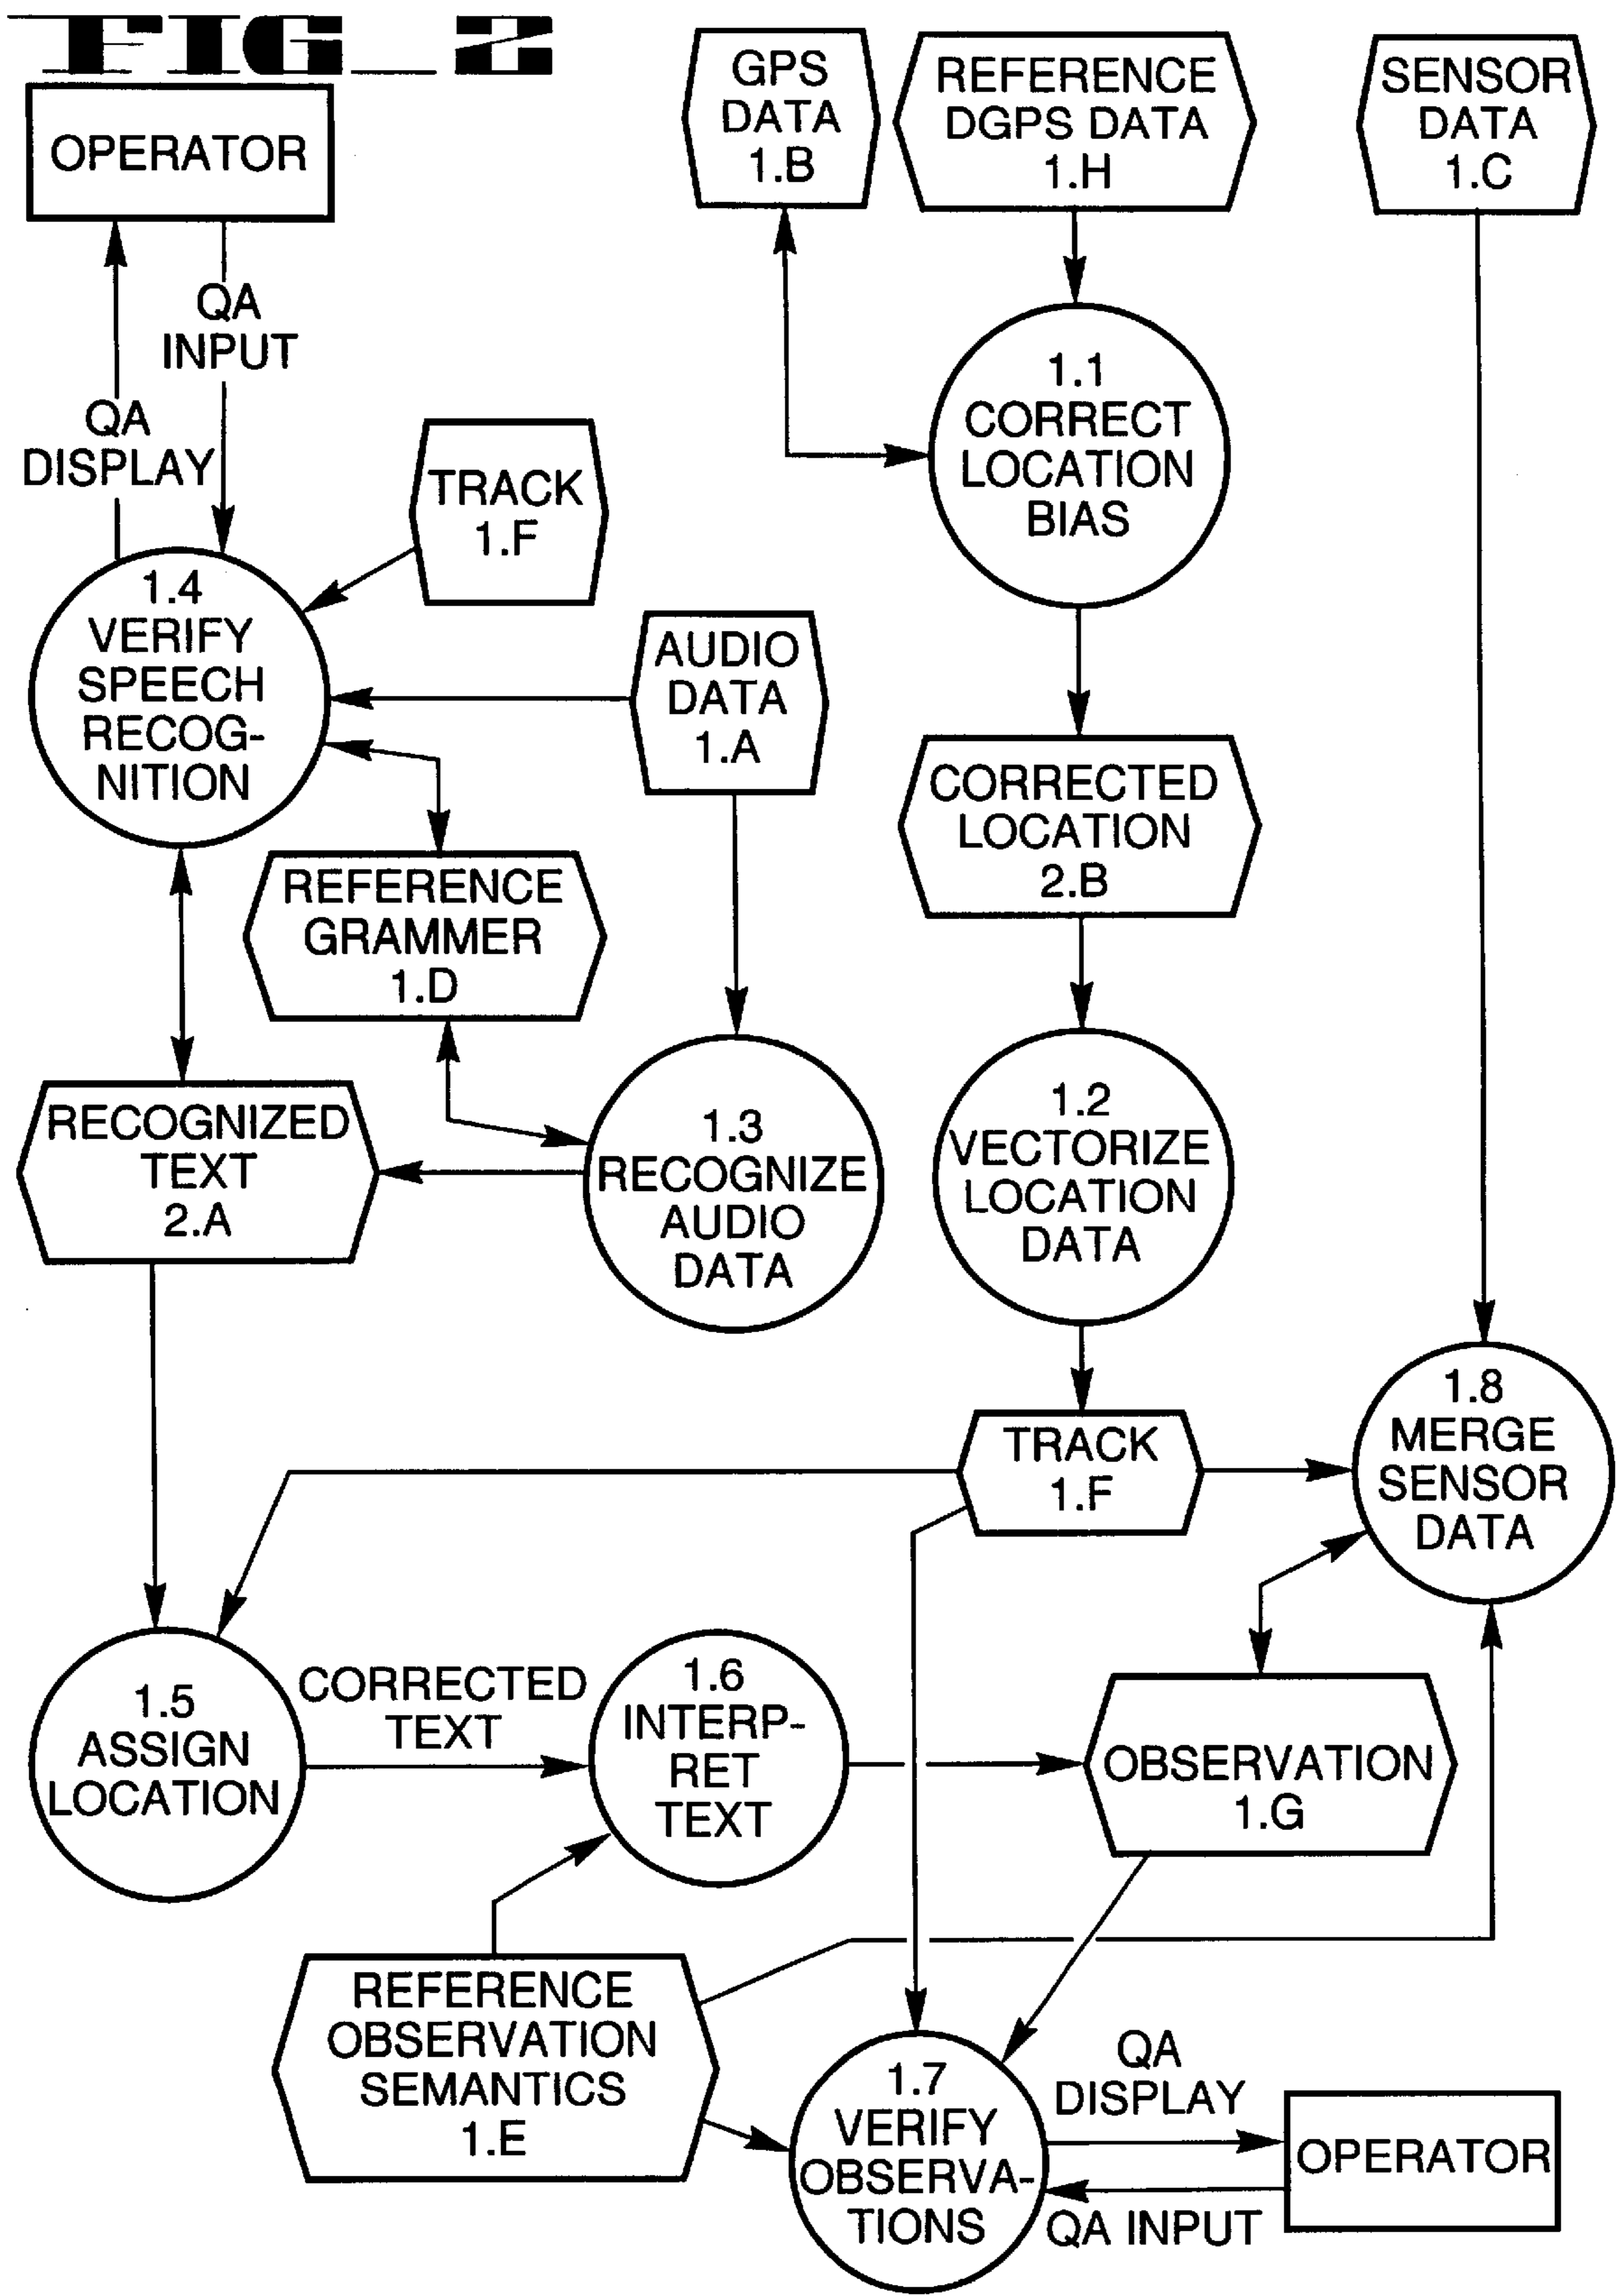 FIG_2
OPERATOR
QA
INPUT
QA
DISPLAY
GPS
DATA
1.B
REFERENCE
DGPS DATA
1.H
SENSOR
DATA
1.C
1.1
CORRECT
LOCATION
BIAS
TRACK
1.F
1.4
VERIFY
SPEECH
RECOG-
NITION
AUDIO
DATA
1.A
CORRECTED
LOCATION
2.B
REFERENCE
GRAMMER
1.D
RECOGNIZED
TEXT
2.A
1.3
RECOGNIZE
AUDIO
DATA
1.2
VECTORIZE
LOCATION
DATA
TRACK
1.F
1.8
MERGE
SENSOR
DATA
1.5
ASSIGN
LOCATION
CORRECTED
TEXT
1.6
INTERP-
RET
TEXT
OBSERVATION
1.G
REFERENCE
OBSERVATION
SEMANTICS
1.E
1.7
VERIFY
OBSERVA-
TIONS
QA
DISPLAY
QA INPUT
OPERATOR